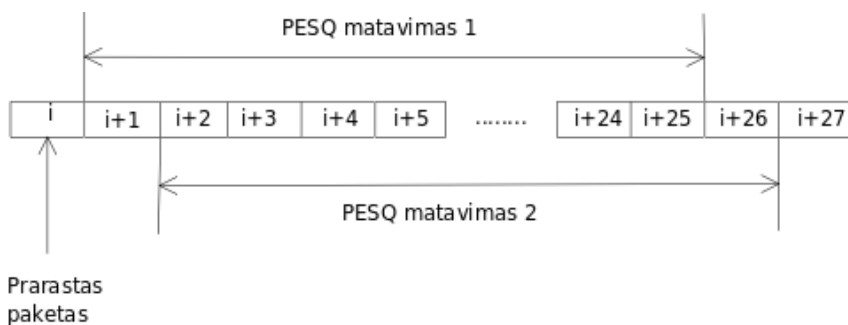 PESQ matavimas 1
i i+1 i+2 i+3 i+4 i+5 ........ i+24 i+25 i+26 i+27
PESQ matavimas 2
Prarastas
paketas